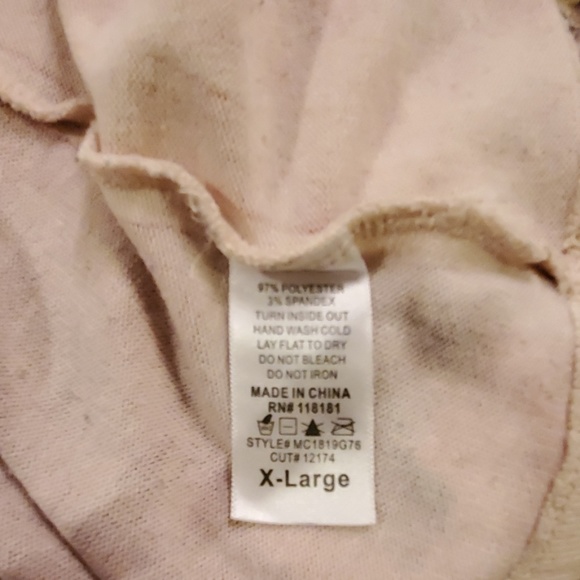 97% POLYESTER
3% SPANDEX
TURN INSIDE OUT
HAND WASH COLD
LAY FLAT TO DRY
DO NOT BLEACH
DO NOT IRON
MADE IN CHINA
RN# 118181
STYLE# MC1819G76
CUT# 12174
X-Large